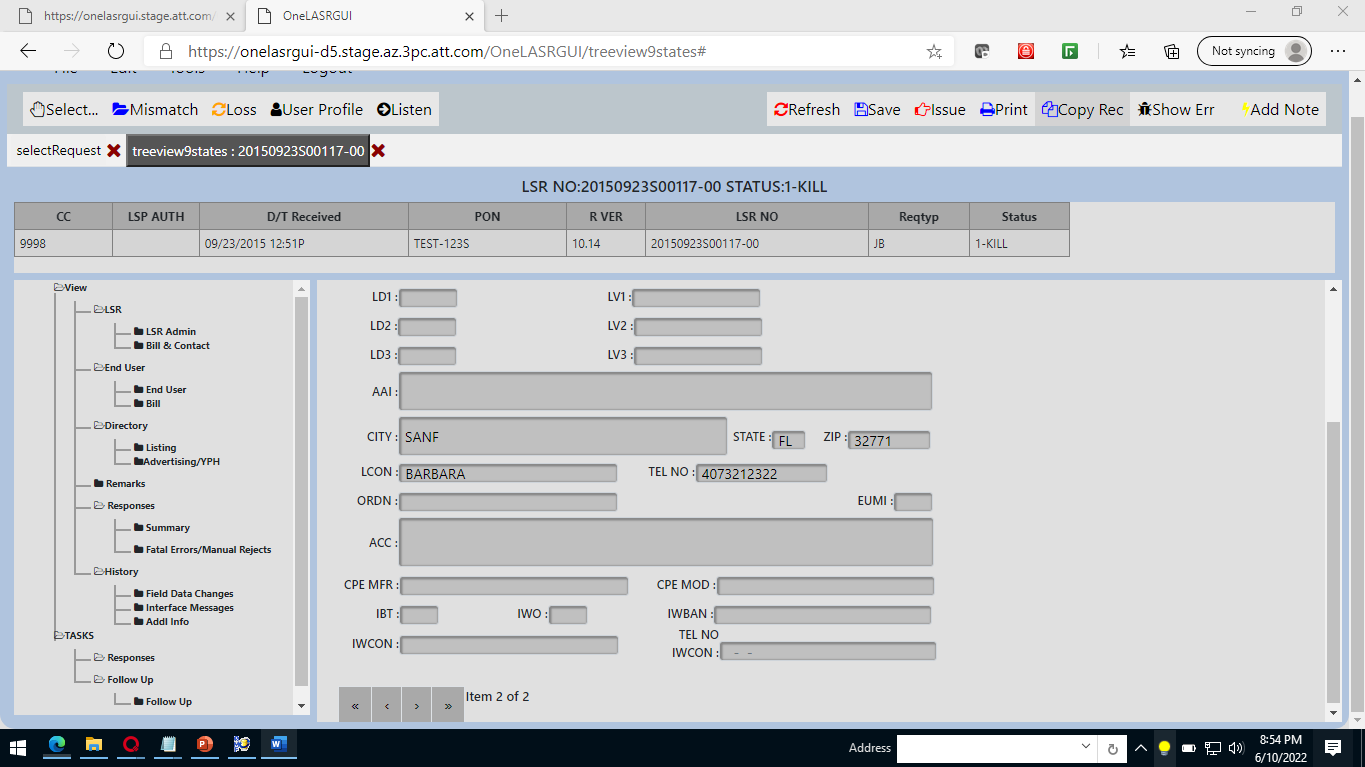 https://onelasrgui.stage.att.com/
OneLASRGUI
https://onelasrgui-d5.stage.az.3pc.att.com/OneLASRGUI/treeview9states#
Not syncing
File Edit Tools Help Logout
Select... Mismatch Loss User Profile Listen Refresh Save Issue Print Copy Rec Show Err Add Note
selectRequest treeview9states : 20150923S00117-00
LSR NO:20150923S00117-00 STATUS:1-KILL
CC LSP AUTH D/T Received PON R VER LSR NO Reqtyp Status
9998 09/23/2015 12:51P TEST-123S 10.14 20150923S00117-00 JB 1-KILL
View
LSR
LSR Admin
Bill & Contact
End User
End User
Bill
Directory
Listing
Advertising/YPH
Remarks
Responses
Summary
Fatal Errors/Manual Rejects
History
Field Data Changes
Interface Messages
Addl Info
TASKS
Responses
Follow Up
Follow Up
LD1 : LV1 :
LD2 : LV2 :
LD3 : LV3 :
AAI :
CITY : SANF STATE : FL ZIP : 32771
LCON : BARBARA TEL NO : 4073212322
ORDN : EUMI :
ACC :
CPE MFR : CPE MOD :
IBT : IWO : IWBAN :
IWCON : TEL NO
IWCON : - -
« ‹ › » Item 2 of 2
Address
8:54 PM
6/10/2022